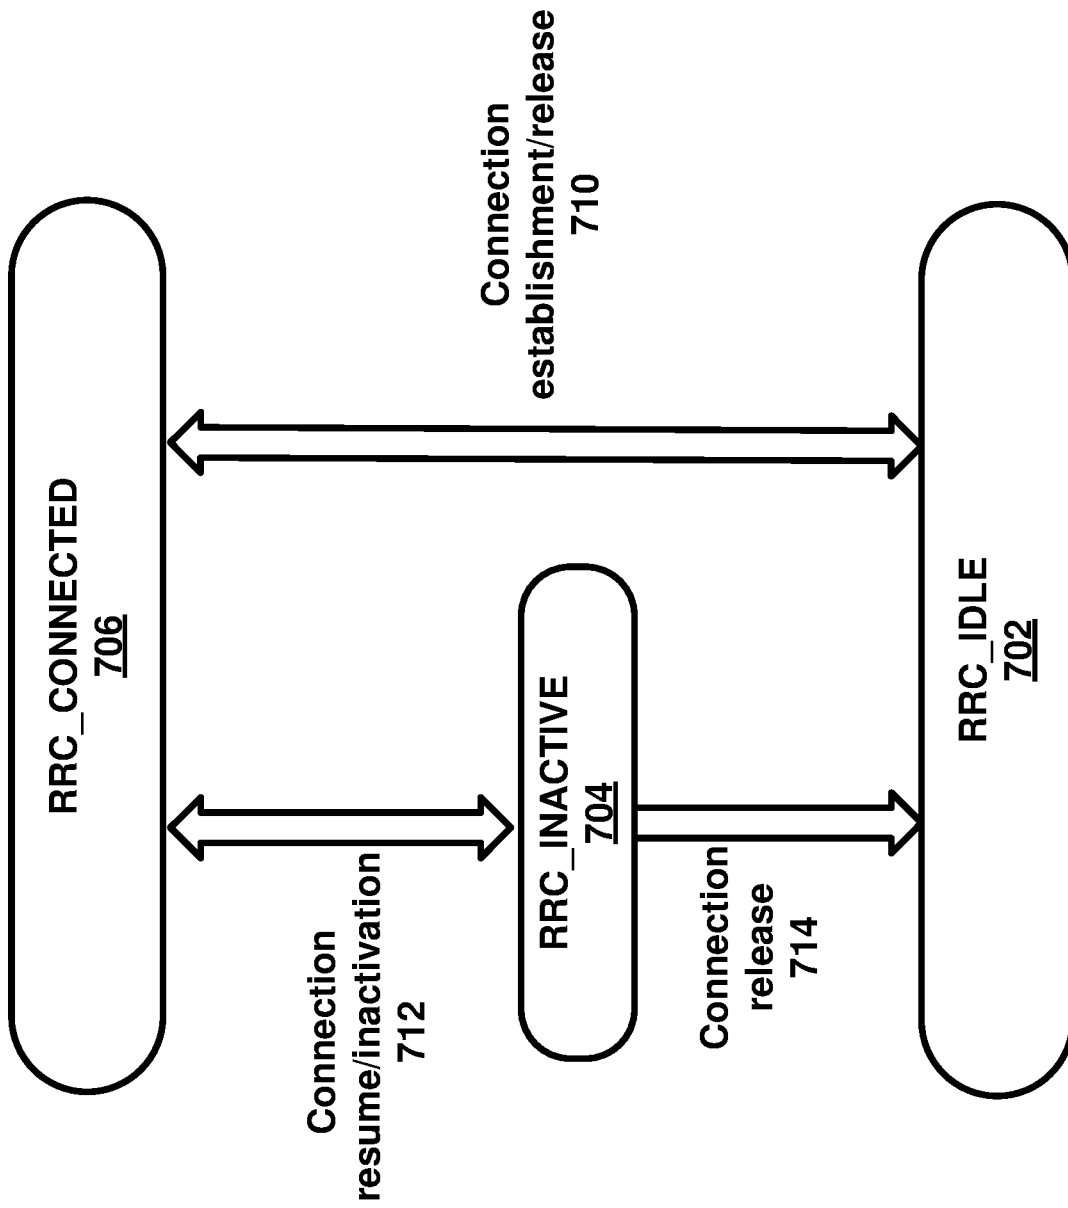 RRC_CONNECTED
706
Connection
resume/inactivation
712
Connection
establishment/release
710
RRC_INACTIVE
704
Connection
release
714
RRC_IDLE
702